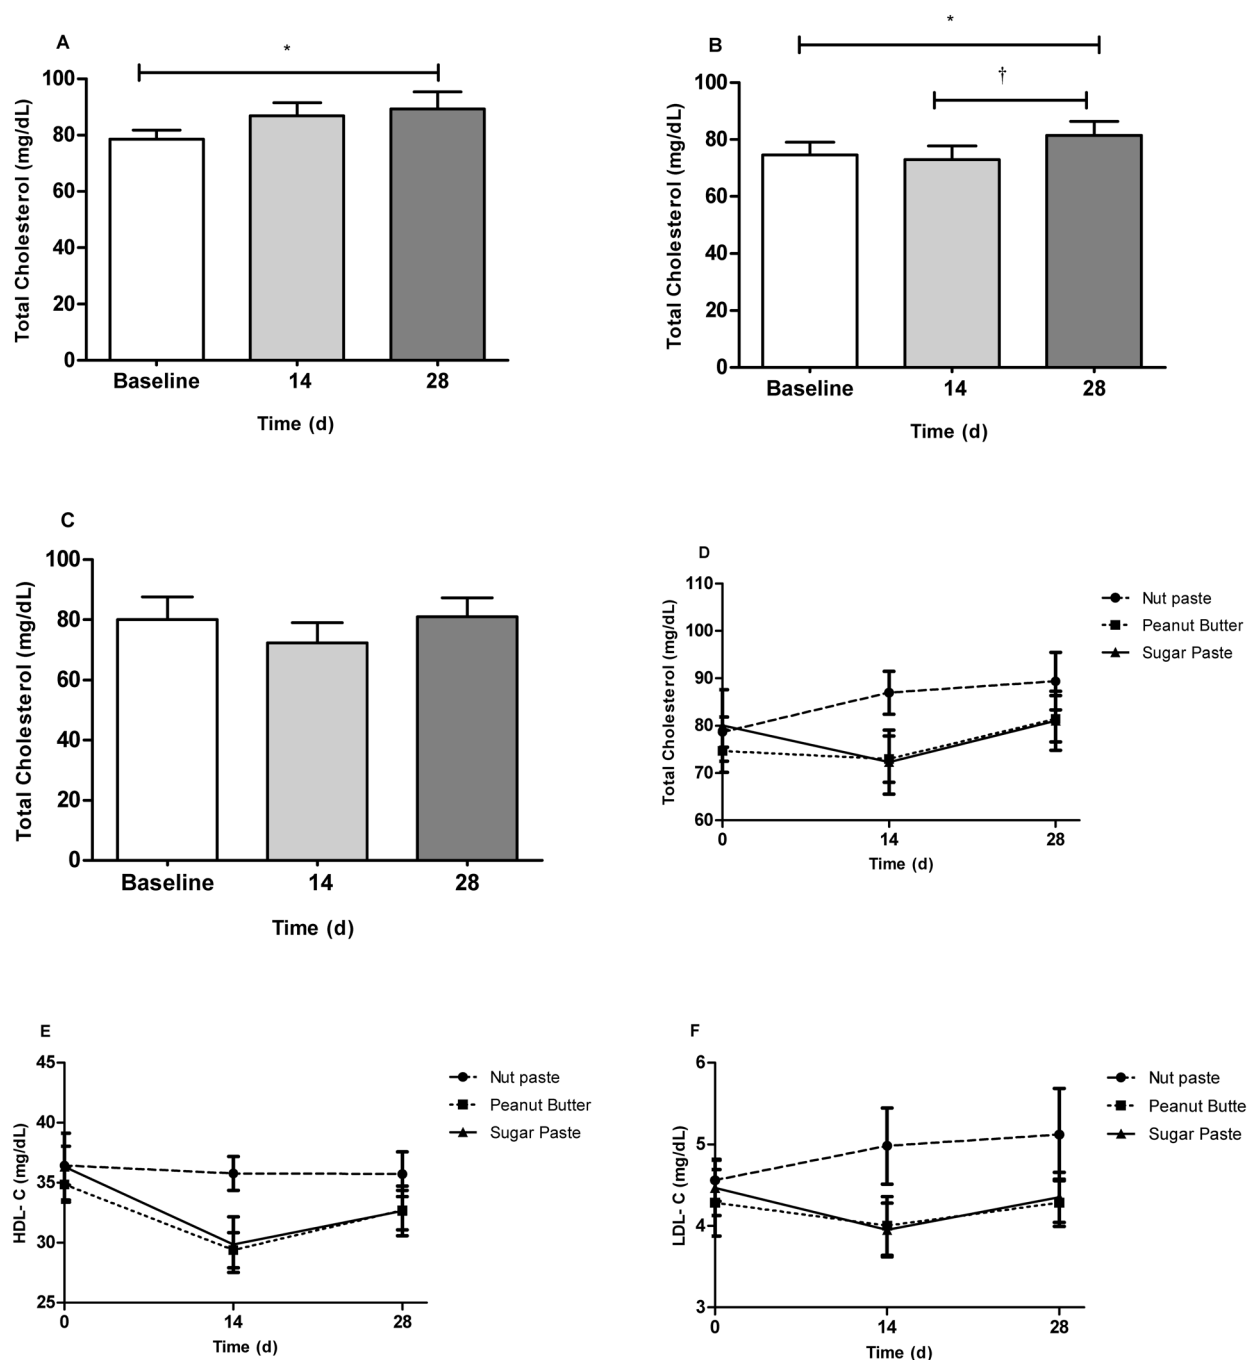 A
*
Total Cholesterol (mg/dL)
100
80
60
40
20
0
Baseline 14 28
Time (d)
B
*
†
Total Cholesterol (mg/dL)
100
80
60
40
20
0
Baseline 14 28
Time (d)
C
Total Cholesterol (mg/dL)
100
80
60
40
20
0
Baseline 14 28
Time (d)
D
Total Cholesterol (mg/dL)
110
100
90
80
70
60
0 14 28
Time (d)
Nut paste
Peanut Butter
Sugar Paste
E
HDL- C (mg/dL)
45
40
35
30
25
0 14 28
Time (d)
Nut paste
Peanut Butter
Sugar Paste
F
LDL- C (mg/dL)
6
5
4
3
0 14 28
Time (d)
Nut paste
Peanut Butte
Sugar Paste